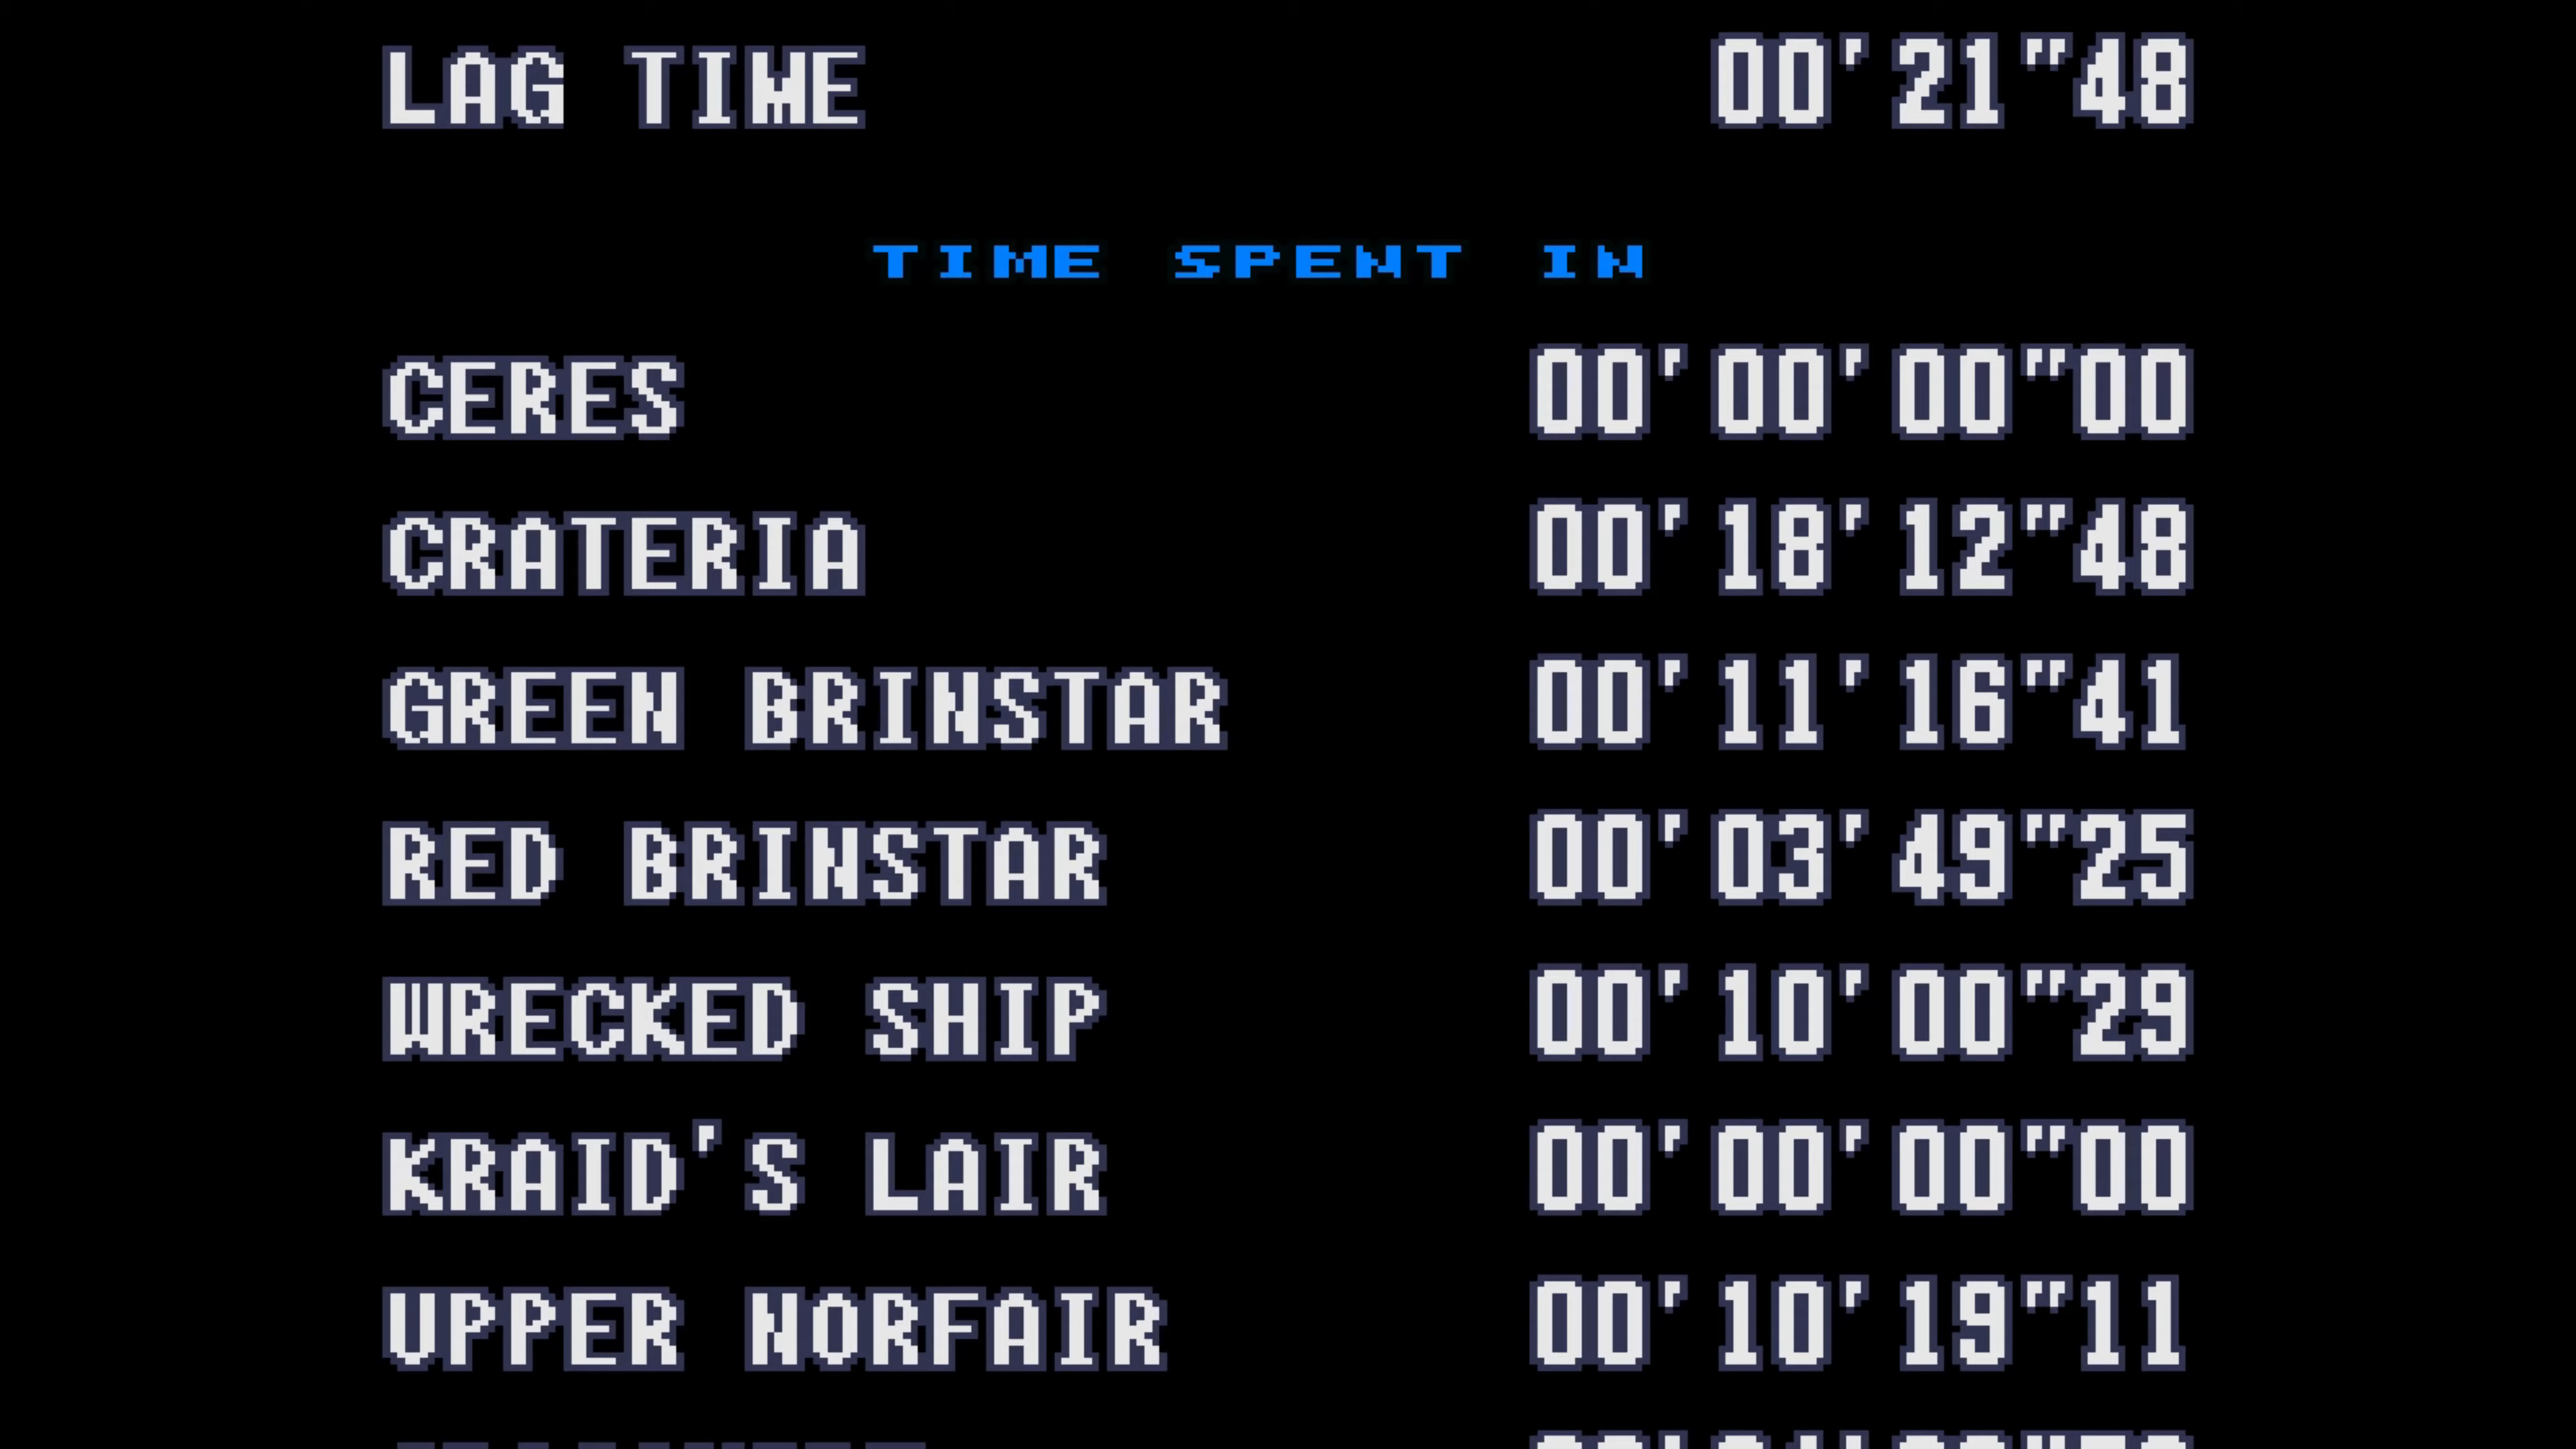 LAG TIME 00'21"48
TIME SPENT IN
CERES 00'00'00"00
CRATERIA 00'18'12"48
GREEN BRINSTAR 00'11'16"41
RED BRINSTAR 00'03'49"25
WRECKED SHIP 00'10'00"29
KRAID'S LAIR 00'00'00"00
UPPER NORFAIR 00'10'19"11